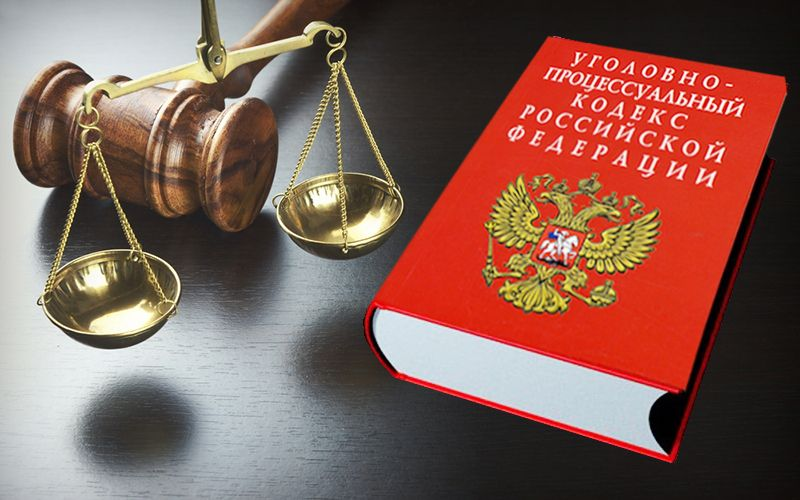 УГОЛОВНО-
ПРОЦЕССУАЛЬНЫЙ
КОДЕКС
РОССИЙСКОЙ
ФЕДЕРАЦИИ